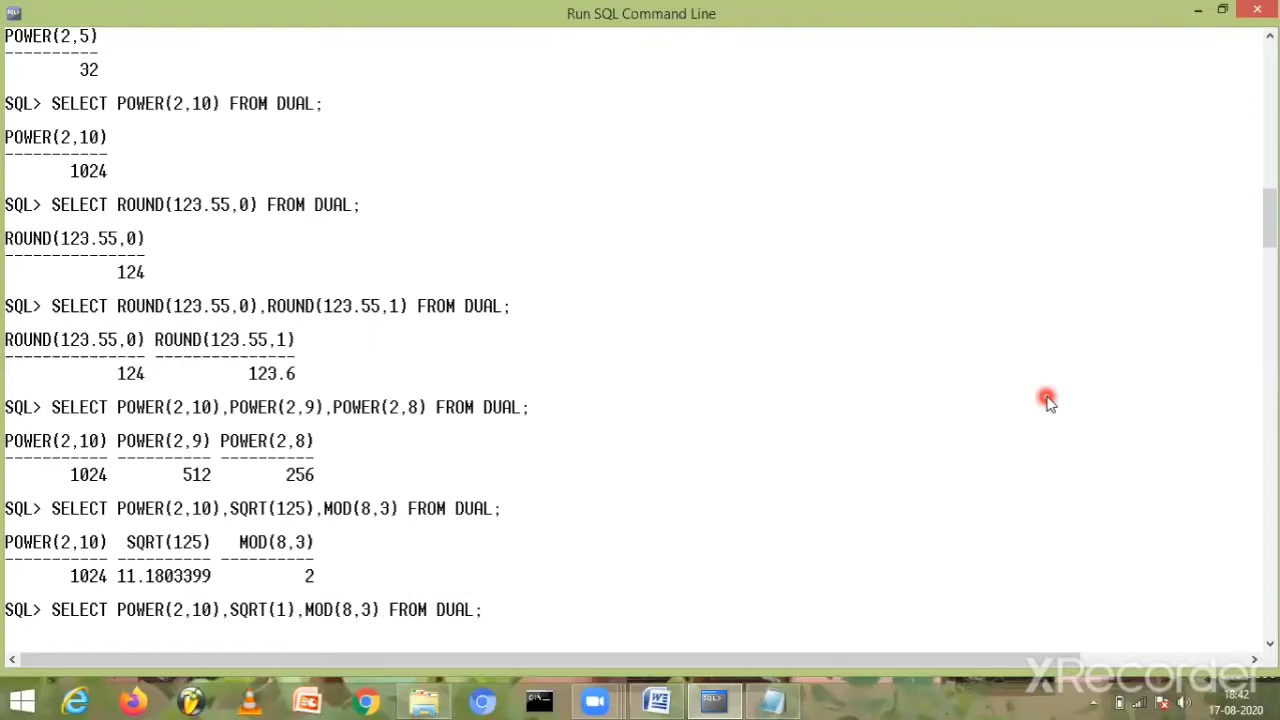 Run SQL Command Line
POWER(2,5)
----------
32
SQL> SELECT POWER(2,10) FROM DUAL;
POWER(2,10)
-----------
1024
SQL> SELECT ROUND(123.55,0) FROM DUAL;
ROUND(123.55,0)
---------------
124
SQL> SELECT ROUND(123.55,0),ROUND(123.55,1) FROM DUAL;
ROUND(123.55,0) ROUND(123.55,1)
--------------- ---------------
124 123.6
SQL> SELECT POWER(2,10),POWER(2,9),POWER(2,8) FROM DUAL;
POWER(2,10) POWER(2,9) POWER(2,8)
----------- ---------- ----------
1024 512 256
SQL> SELECT POWER(2,10),SQRT(125),MOD(8,3) FROM DUAL;
POWER(2,10) SQRT(125) MOD(8,3)
----------- ---------- ----------
1024 11.1803399 2
SQL> SELECT POWER(2,10),SQRT(1),MOD(8,3) FROM DUAL;
XRecorder
18:42
17-08-2020